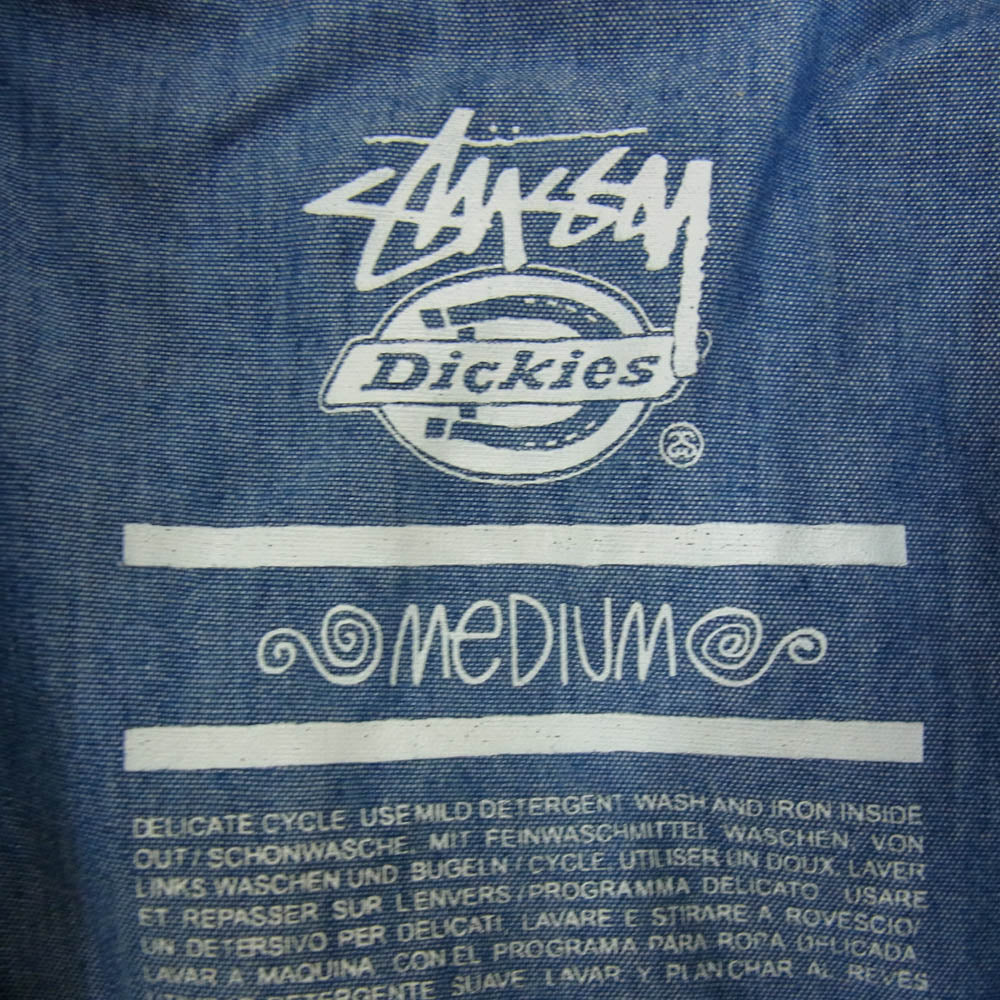 STÜSSY
Dickies
MEDIUM
DELICATE CYCLE USE MILD DETERGENT WASH AND IRON INSIDE
OUT/SCHONWASCHE. MIT FEINWASCHMITTEL WASCHEN, VON
LINKS WASCHEN UND BUGELN/CYCLE. UTILISER UN DOUX. LAVER
ET REPASSER SUR LENVERS/PROGRAMMA DELICATO. USARE
UN DETERSIVO PER DELICATI. LAVARE E STIRARE A ROVESCIO/
LAVAR A MAQUINA, CON EL PROGRAMA PARA ROPA DELICADA
DETERGENTE SUAVE. LAVAR Y PLANCHAR AL REVES